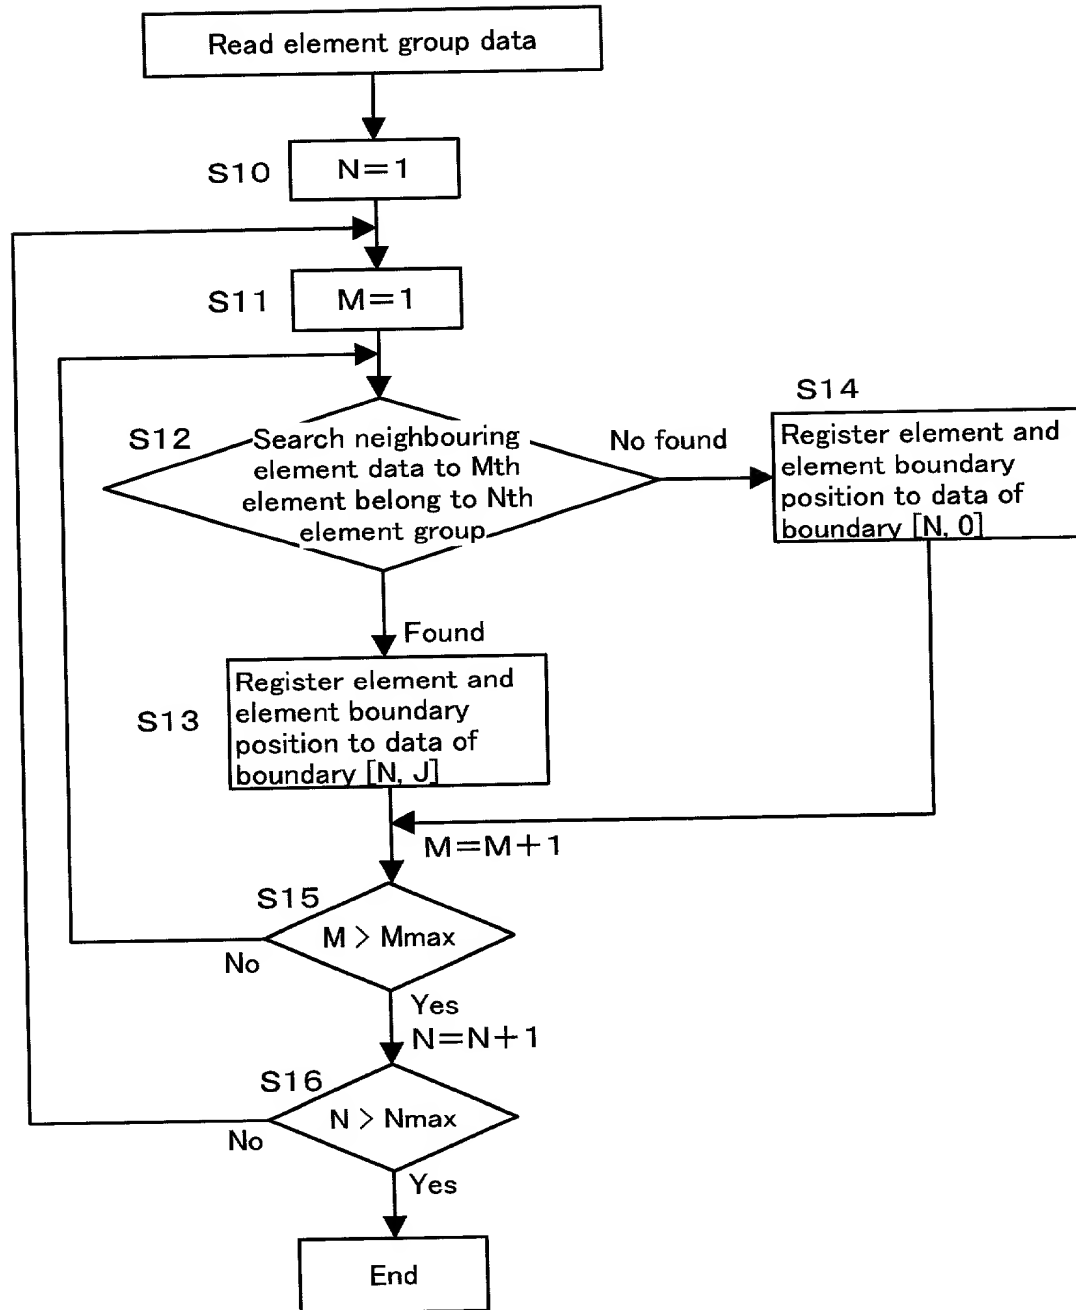 Read element group data
S10
N=1
S11
M=1
S12
Search neighbouring
element data to Mth
element belong to Nth
element group
No found
S14
Register element and
element boundary
position to data of
boundary [N, 0]
Found
S13
Register element and
element boundary
position to data of
boundary [N, J]
M=M+1
S15
M > Mmax
No
Yes
N=N+1
S16
N > Nmax
No
Yes
End